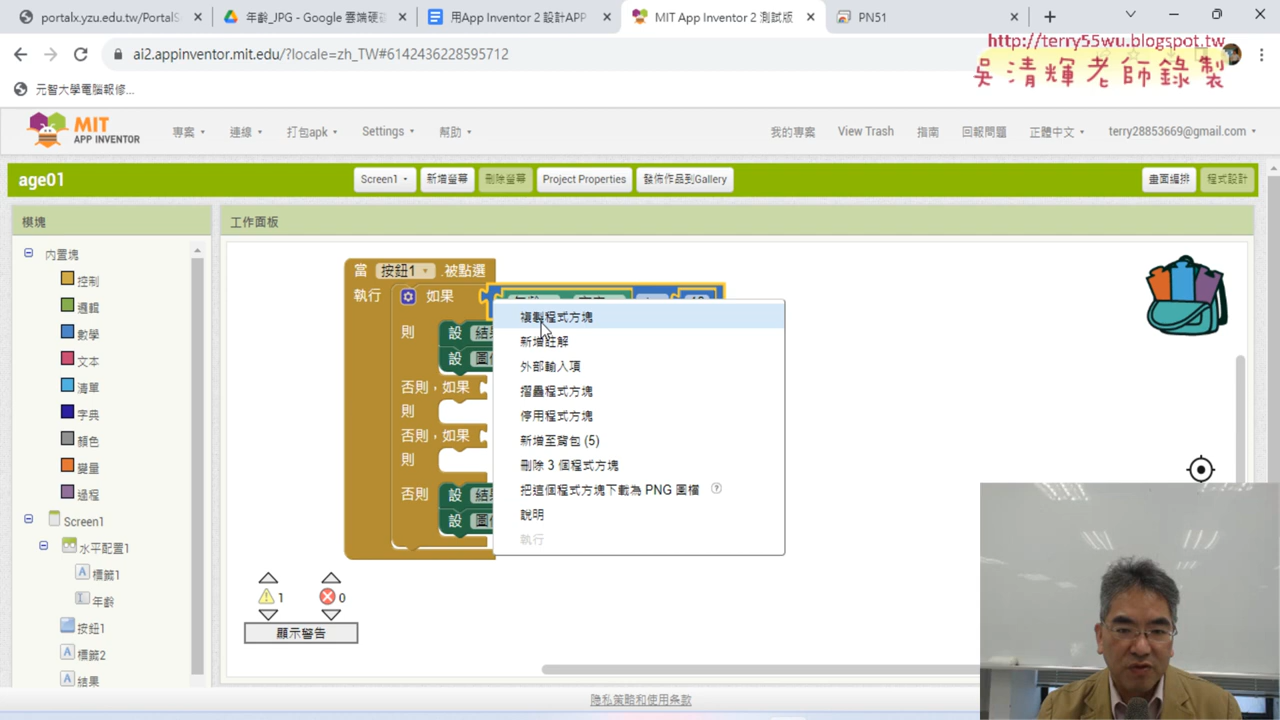 portalx.yzu.edu.tw/PortalS
年齡_JPG - Google 雲端硬
用App Inventor 2 設計APP
MIT App Inventor 2 測試版
PN51
ai2.appinventor.mit.edu/?locale=zh_TW#6142436228595712
http://terry55wu.blogspot.tw
吳清輝老師錄製
元智大學電腦報修...
MIT
APP INVENTOR
專案
連線
打包apk
Settings
幫助
我的專案
View Trash
指南
回報問題
正體中文
terry28853669@gmail.com
age01
Screen1
新增螢幕
刪除螢幕
Project Properties
發佈作品到Gallery
畫面編排
程式設計
模塊
工作面板
內置塊
控制
邏輯
數學
文本
清單
字典
顏色
變量
過程
Screen1
水平配置1
標籤1
年齡
按鈕1
標籤2
結果
當 按鈕1 .被點選
執行 如果
則 設
設
否則，如果
則
否則，如果
則
否則 設
設
複製程式方塊
新增註解
外部輸入項
摺疊程式方塊
停用程式方塊
新增至背包 (5)
刪除 3 個程式方塊
把這個程式方塊下載為 PNG 圖檔 ?
說明
執行
1
0
顯示警告
隐私策略和使用条款